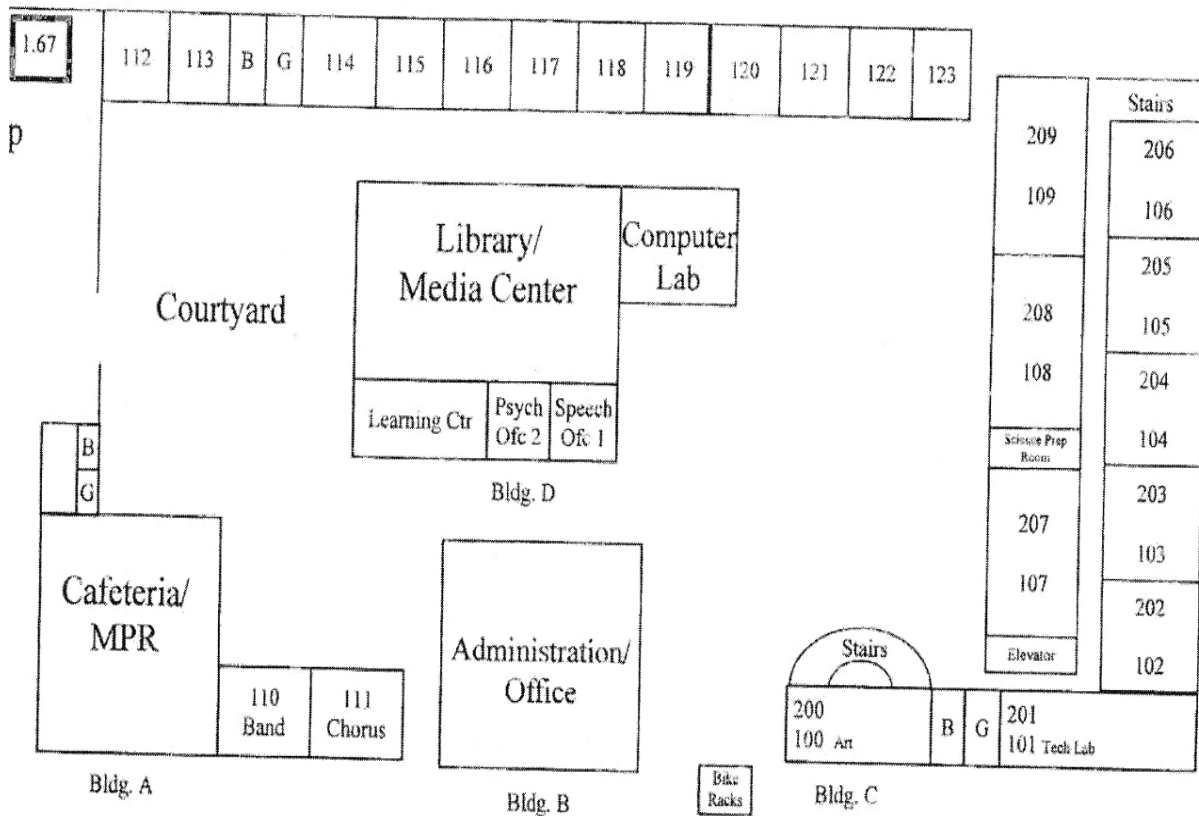 1.67
112
113
B
G
114
115
116
117
118
119
120
121
122
123
p
Stairs
209
109
206
106
Library/
Media Center
Computer
Lab
Courtyard
205
105
208
108
204
104
Learning Ctr
Psych
Ofc 2
Speech
Ofc 1
Bldg. D
B
G
Science Prep
Room
203
103
207
107
202
102
Cafeteria/
MPR
Administration/
Office
Stairs
Elevator
110
Band
111
Chorus
200
100 Art
B
G
201
101 Tech Lab
Bike
Racks
Bldg. A
Bldg. B
Bldg. C